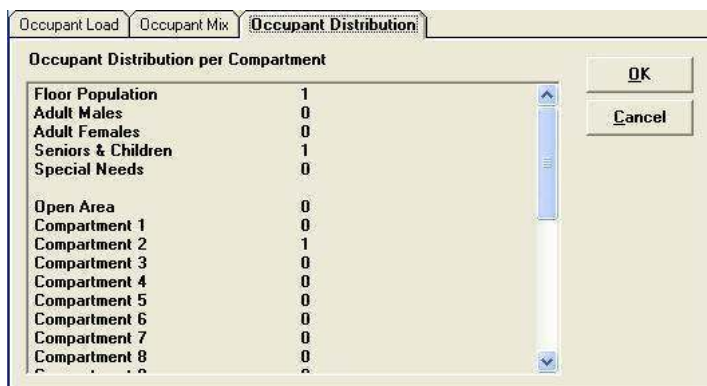 Occupant Load Occupant Mix Occupant Distribution
Occupant Distribution per Compartment
OK
Cancel
Floor Population 1
Adult Males 0
Adult Females 0
Seniors & Children 1
Special Needs 0
Open Area 0
Compartment 1 0
Compartment 2 1
Compartment 3 0
Compartment 4 0
Compartment 5 0
Compartment 6 0
Compartment 7 0
Compartment 8 0